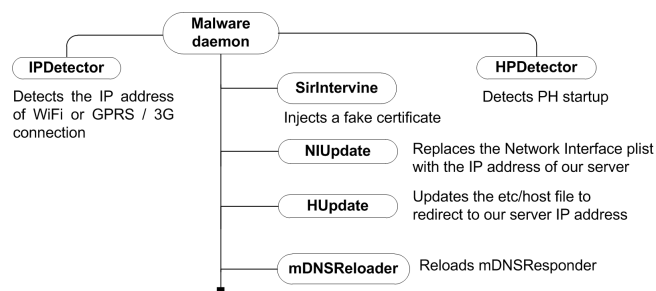 Malware
daemon
IPDetector
HPDetector
Detects the IP address
of WiFi or GPRS / 3G
connection
Detects PH startup
SirIntervine
Injects a fake certificate
NIUpdate
Replaces the Network Interface plist
with the IP address of our server
HUpdate
Updates the etc/host file to
redirect to our server IP address
mDNSReloader
Reloads mDNSResponder